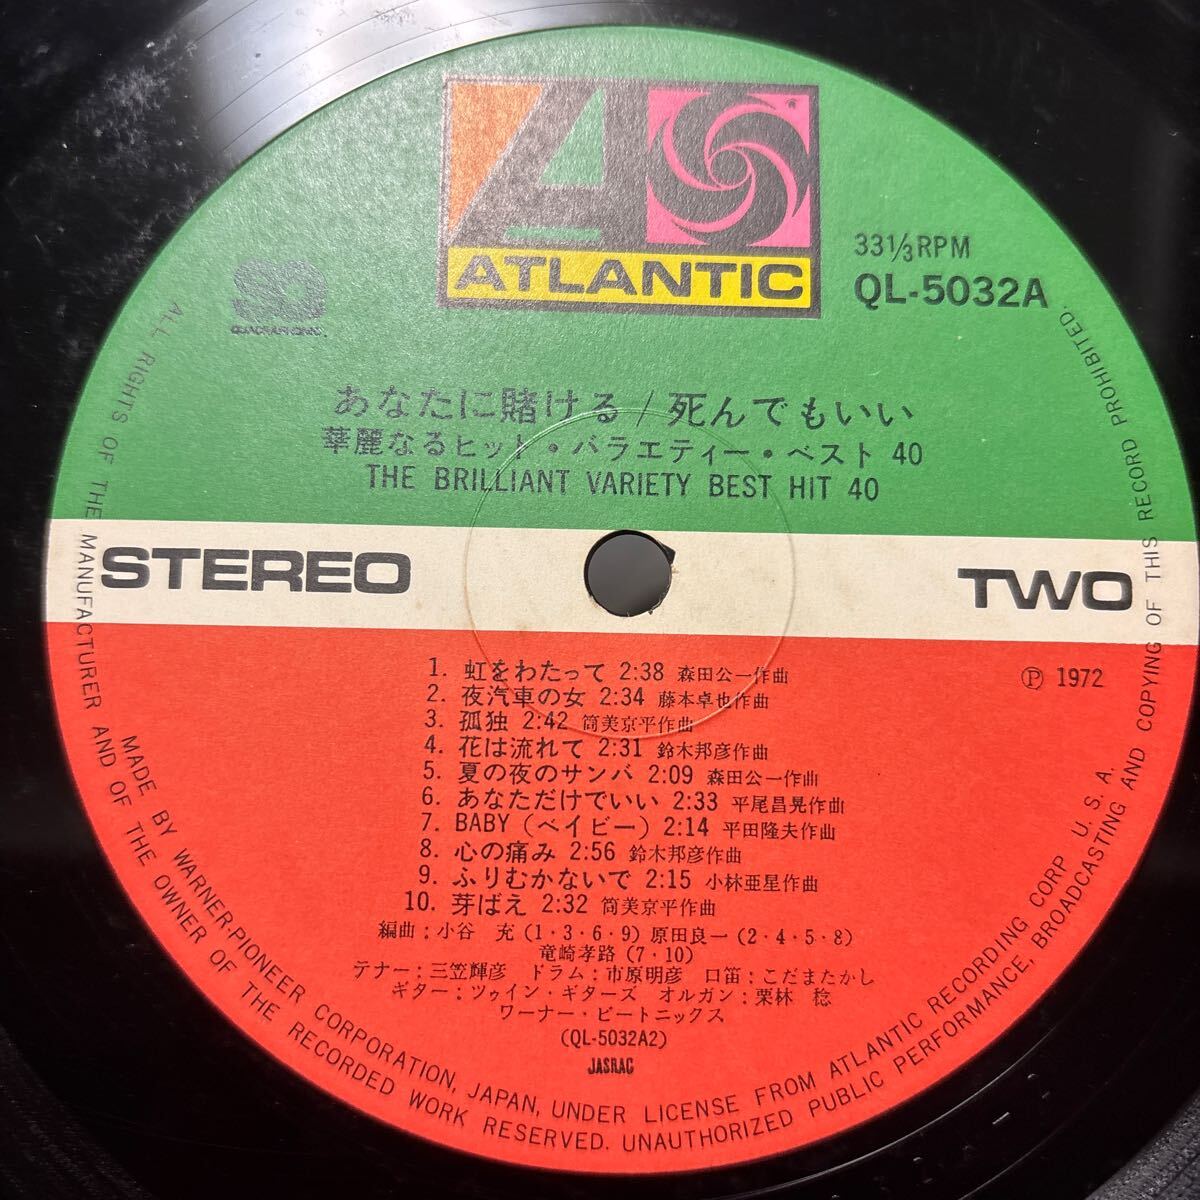 ATLANTIC
33 1/3 RPM
QL-5032A
SQ
QUADRAPHONIC
あなたに賭ける / 死んでもいい
華麗なるヒット・バラエティー・ベスト 40
THE BRILLIANT VARIETY BEST HIT 40
STEREO
TWO
℗ 1972
1. 虹をわたって 2:38 森田公一作曲
2. 夜汽車の女 2:34 藤本卓也作曲
3. 孤独 2:42 筒美京平作曲
4. 花は流れて 2:31 鈴木邦彦作曲
5. 夏の夜のサンバ 2:09 森田公一作曲
6. あなただけでいい 2:33 平尾昌晃作曲
7. BABY (ベイビー) 2:14 平田隆夫作曲
8. 心の痛み 2:56 鈴木邦彦作曲
9. ふりむかないで 2:15 小林亜星作曲
10. 芽ばえ 2:32 筒美京平作曲
編曲：小谷 充 (1・3・6・9) 原田良一 (2・4・5・8)
竜崎孝路 (7・10)
テナー：三笠輝彦 ドラム：市原明彦 口笛：こだまたかし
ギター：ツゥイン・ギターズ オルガン：栗林 稔
ワーナー・ビートニックス
(QL-5032A2)
JASRAC
MADE BY WARNER-PIONEER CORPORATION, JAPAN, UNDER LICENSE FROM ATLANTIC RECORDING CORP U. S. A.
ALL RIGHTS OF THE MANUFACTURER AND OF THE OWNER OF THE RECORDED WORK RESERVED. UNAUTHORIZED PUBLIC PERFORMANCE, BROADCASTING AND COPYING OF THIS RECORD PROHIBITED.